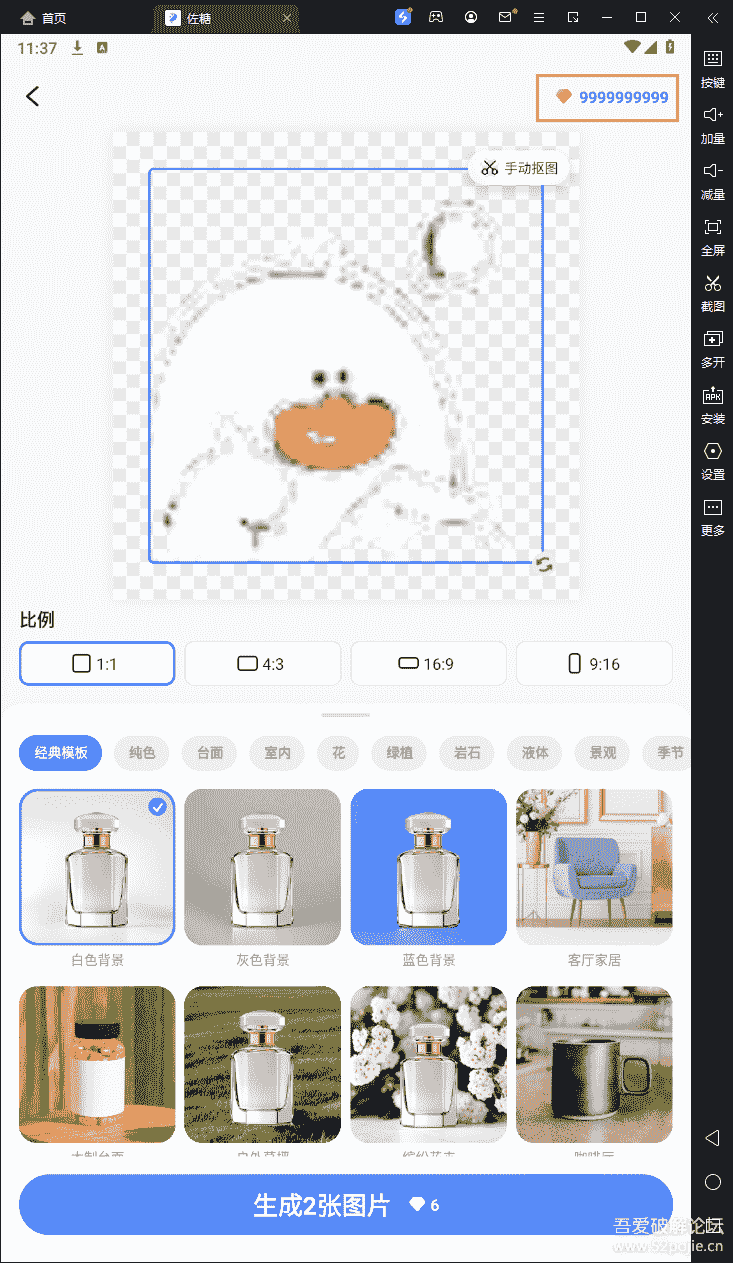 首页
佐糖
11:37
A
9999999999
手动抠图
比例
1:1
4:3
16:9
9:16
经典模板
纯色
台面
室内
花
绿植
岩石
液体
景观
季节
白色背景
灰色背景
蓝色背景
客厅家居
生成2张图片 6
按键
加量
减量
全屏
截图
多开
APK
安装
设置
更多
吾爱破解论坛
www.52pojie.cn